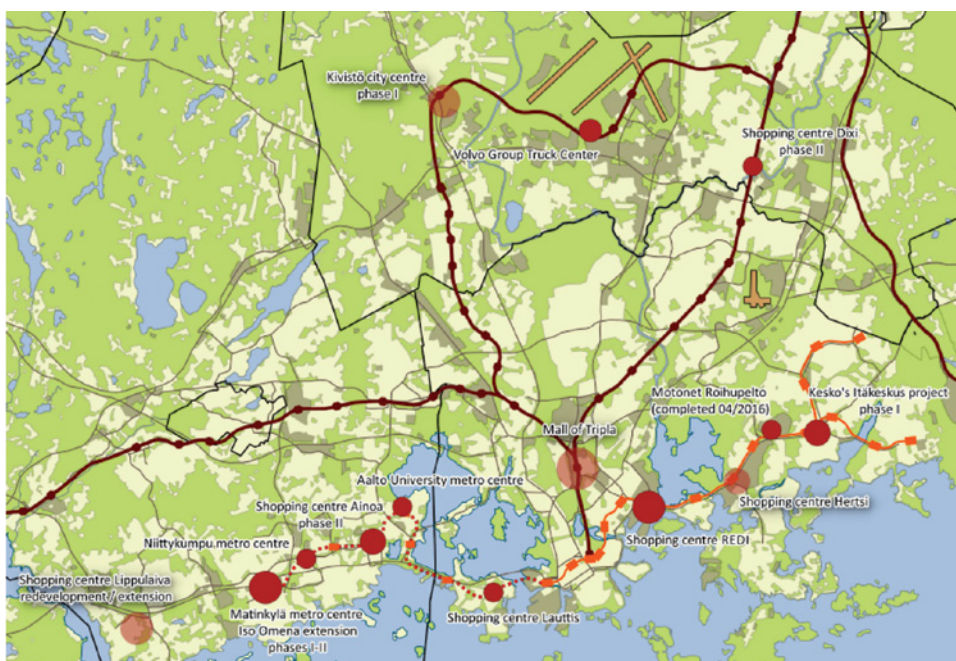 Kivistö city centre
phase I
Volvo Group Truck Center
Shopping centre Dixi
phase II
Motonet Roihupelto
(completed 04/2016)
Kesko's Itäkeskus project
phase I
Mall of Tripla
Aalto University metro centre
Shopping centre Ainoa
phase II
Shopping centre Hertsi
Niittykumpu metro centre
Shopping centre REDI
Shopping centre Lippulaiva
redevelopment / extension
Matinkylä metro centre
Iso Omena extension
phases I-II
Shopping centre Lauttis